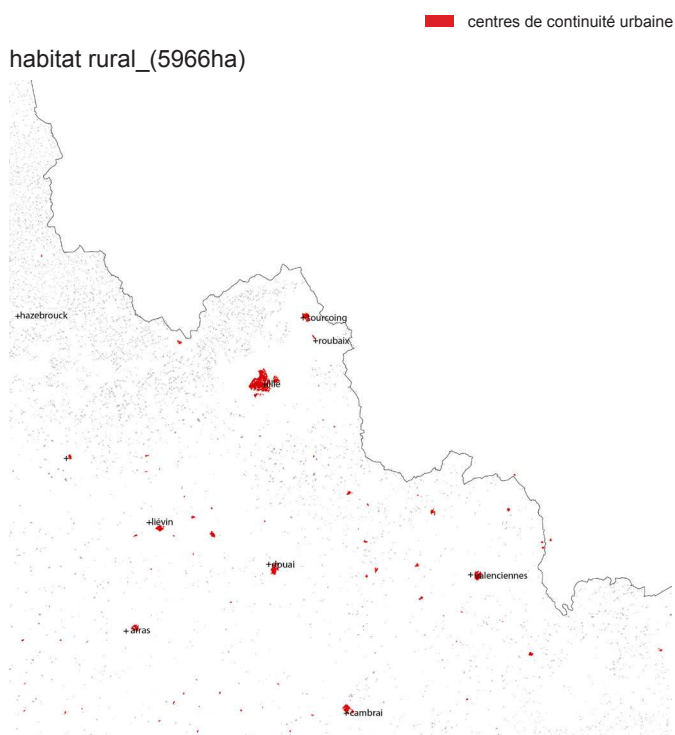 centres de continuité urbaine
habitat rural_(5966ha)
hazebrouck
tourcoing
roubaix
lille
liévin
douai
valenciennes
arras
cambrai